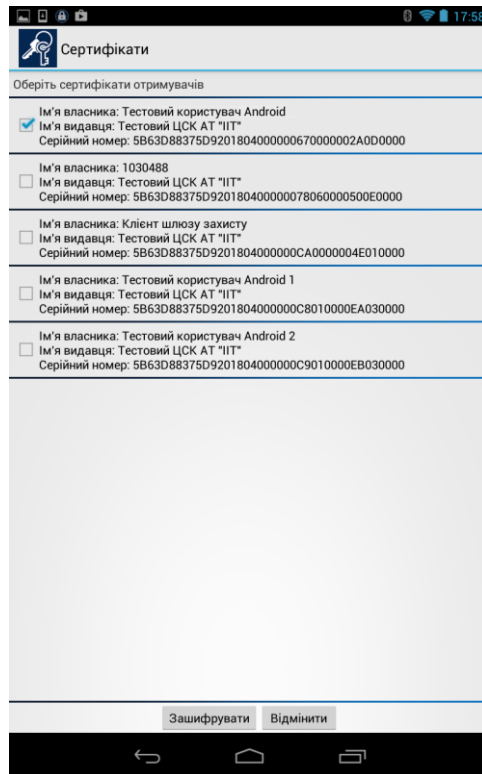 17:58
Сертифікати
Оберіть сертифікати отримувачів
Ім'я власника: Тестовий користувач Android
Ім'я видавця: Тестовий ЦСК АТ "ІІТ"
Серійний номер: 5B63D88375D9201804000000670000002A0D0000
Ім'я власника: 1030488
Ім'я видавця: Тестовий ЦСК АТ "ІІТ"
Серійний номер: 5B63D88375D920180400000078060000500E0000
Ім'я власника: Клієнт шлюзу захисту
Ім'я видавця: Тестовий ЦСК АТ "ІІТ"
Серійний номер: 5B63D88375D9201804000000CA0000004E010000
Ім'я власника: Тестовий користувач Android 1
Ім'я видавця: Тестовий ЦСК АТ "ІІТ"
Серійний номер: 5B63D88375D9201804000000C8010000EA030000
Ім'я власника: Тестовий користувач Android 2
Ім'я видавця: Тестовий ЦСК АТ "ІІТ"
Серійний номер: 5B63D88375D9201804000000C9010000EB030000
Зашифрувати Відмінити